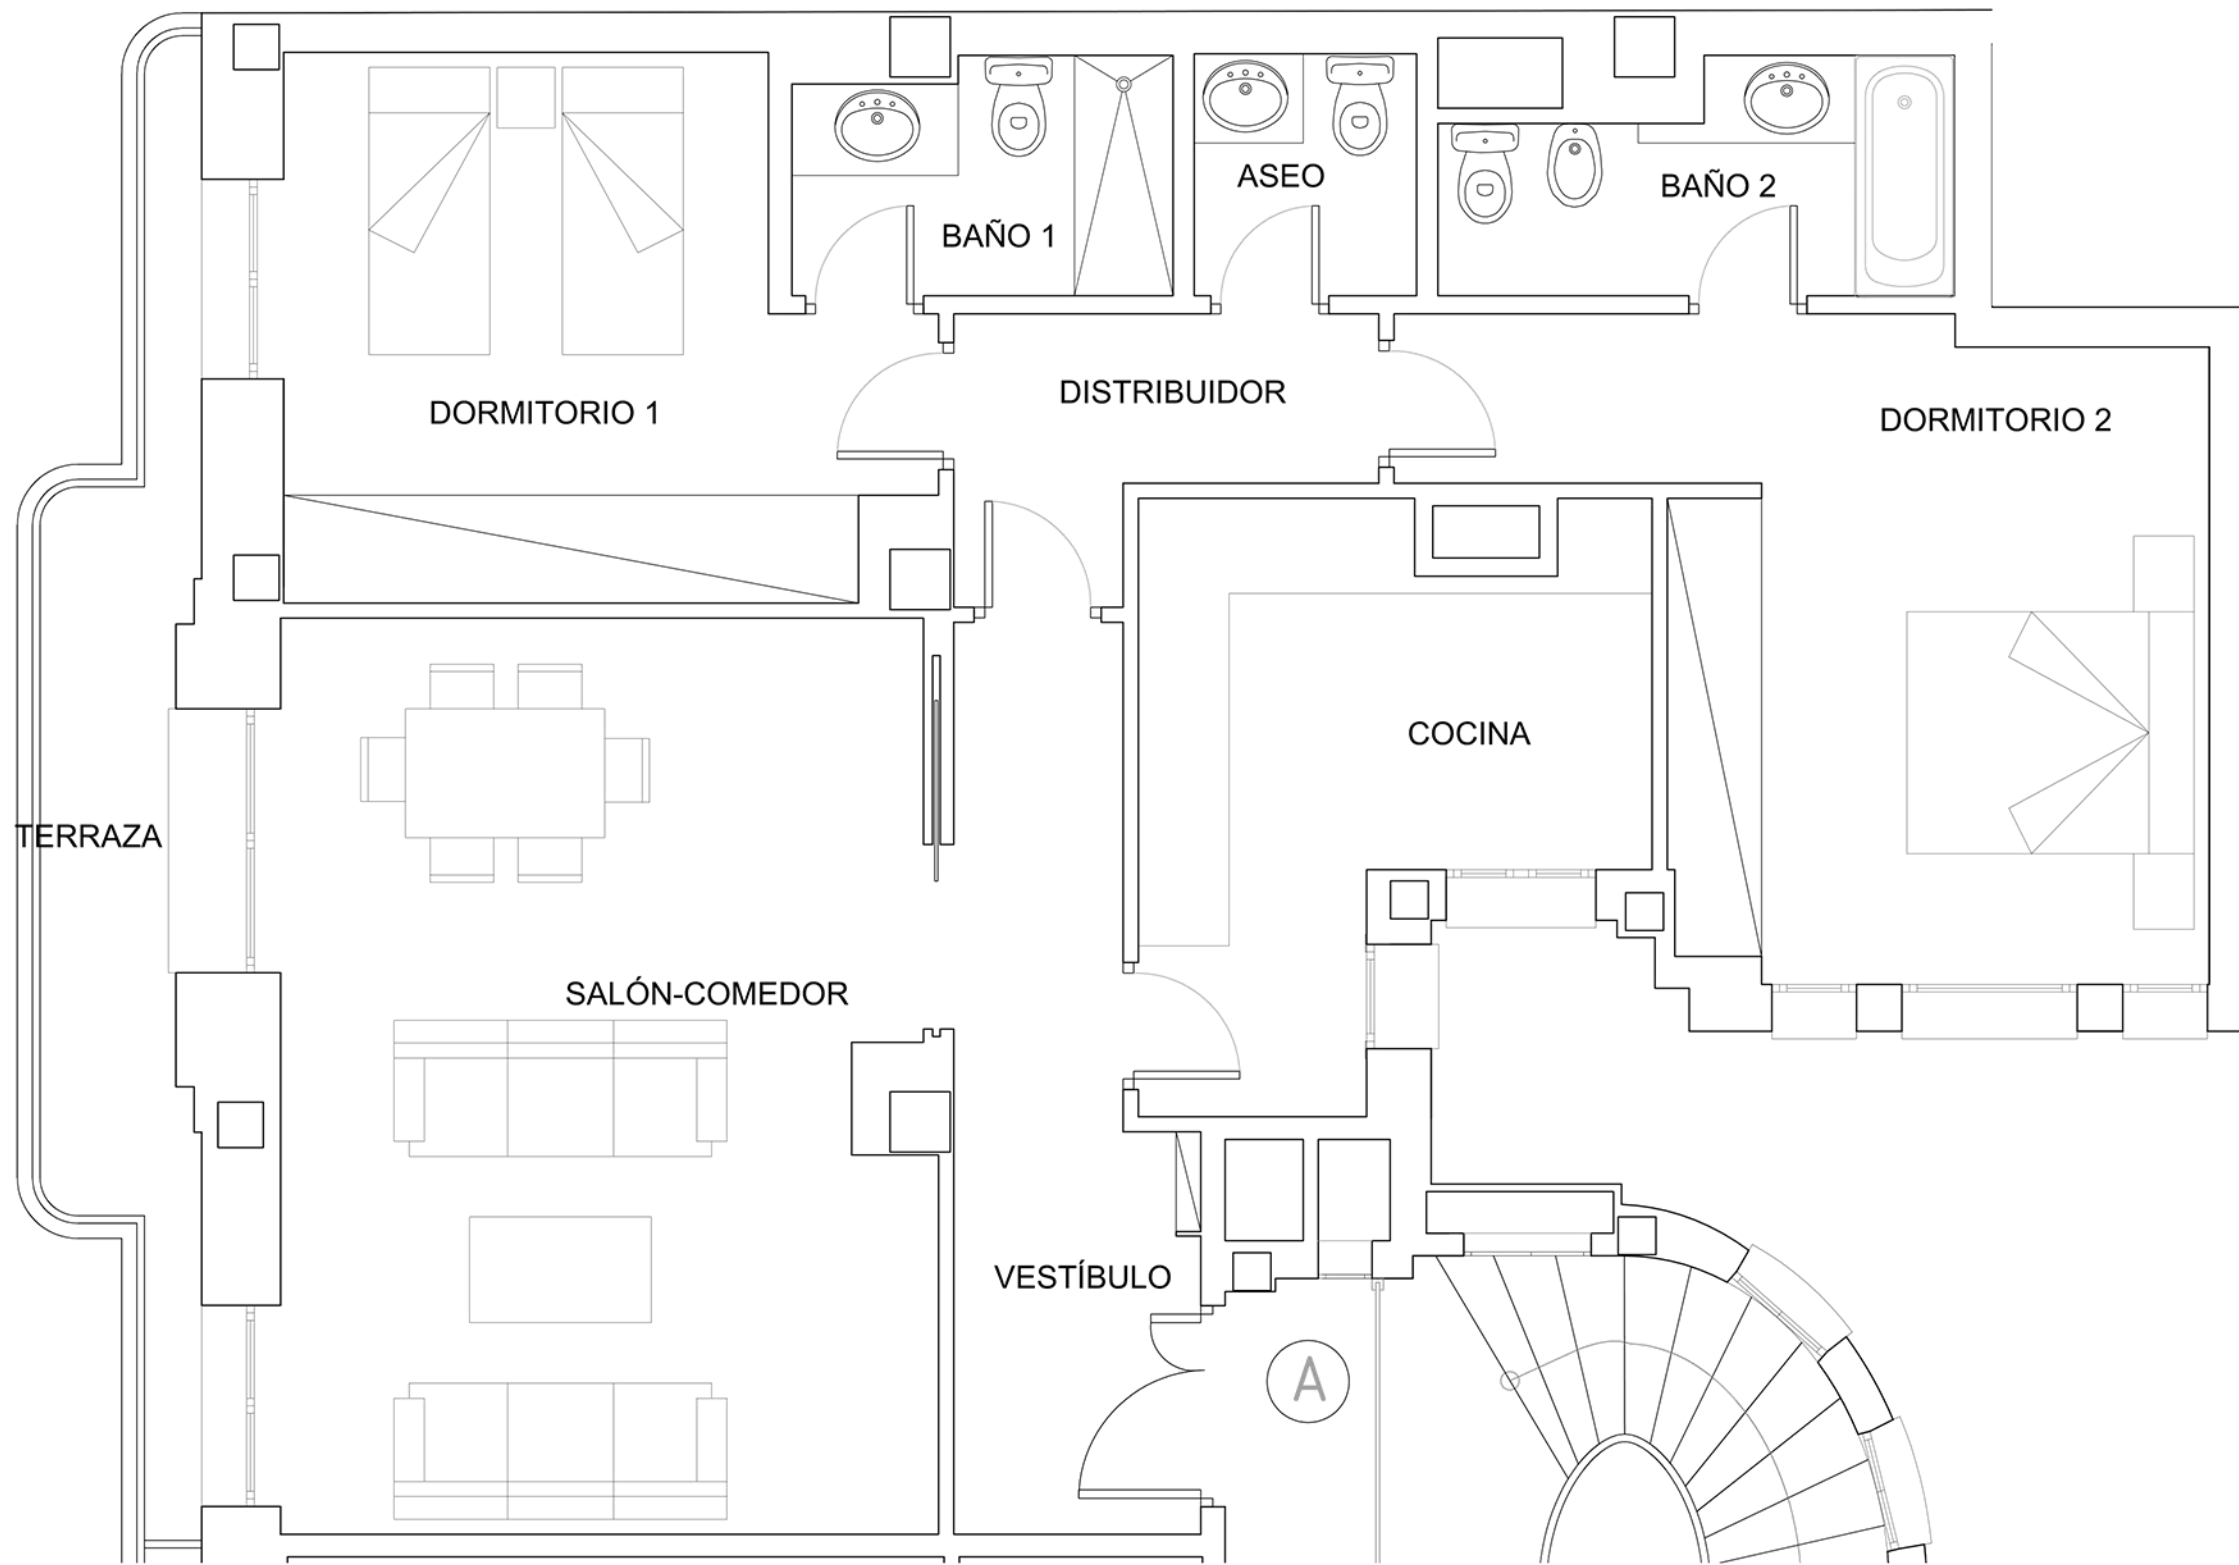 ASEO
BAÑO 2
BAÑO 1
DISTRIBUIDOR
DORMITORIO 1
DORMITORIO 2
COCINA
TERRAZA
SALÓN-COMEDOR
VESTÍBULO
A